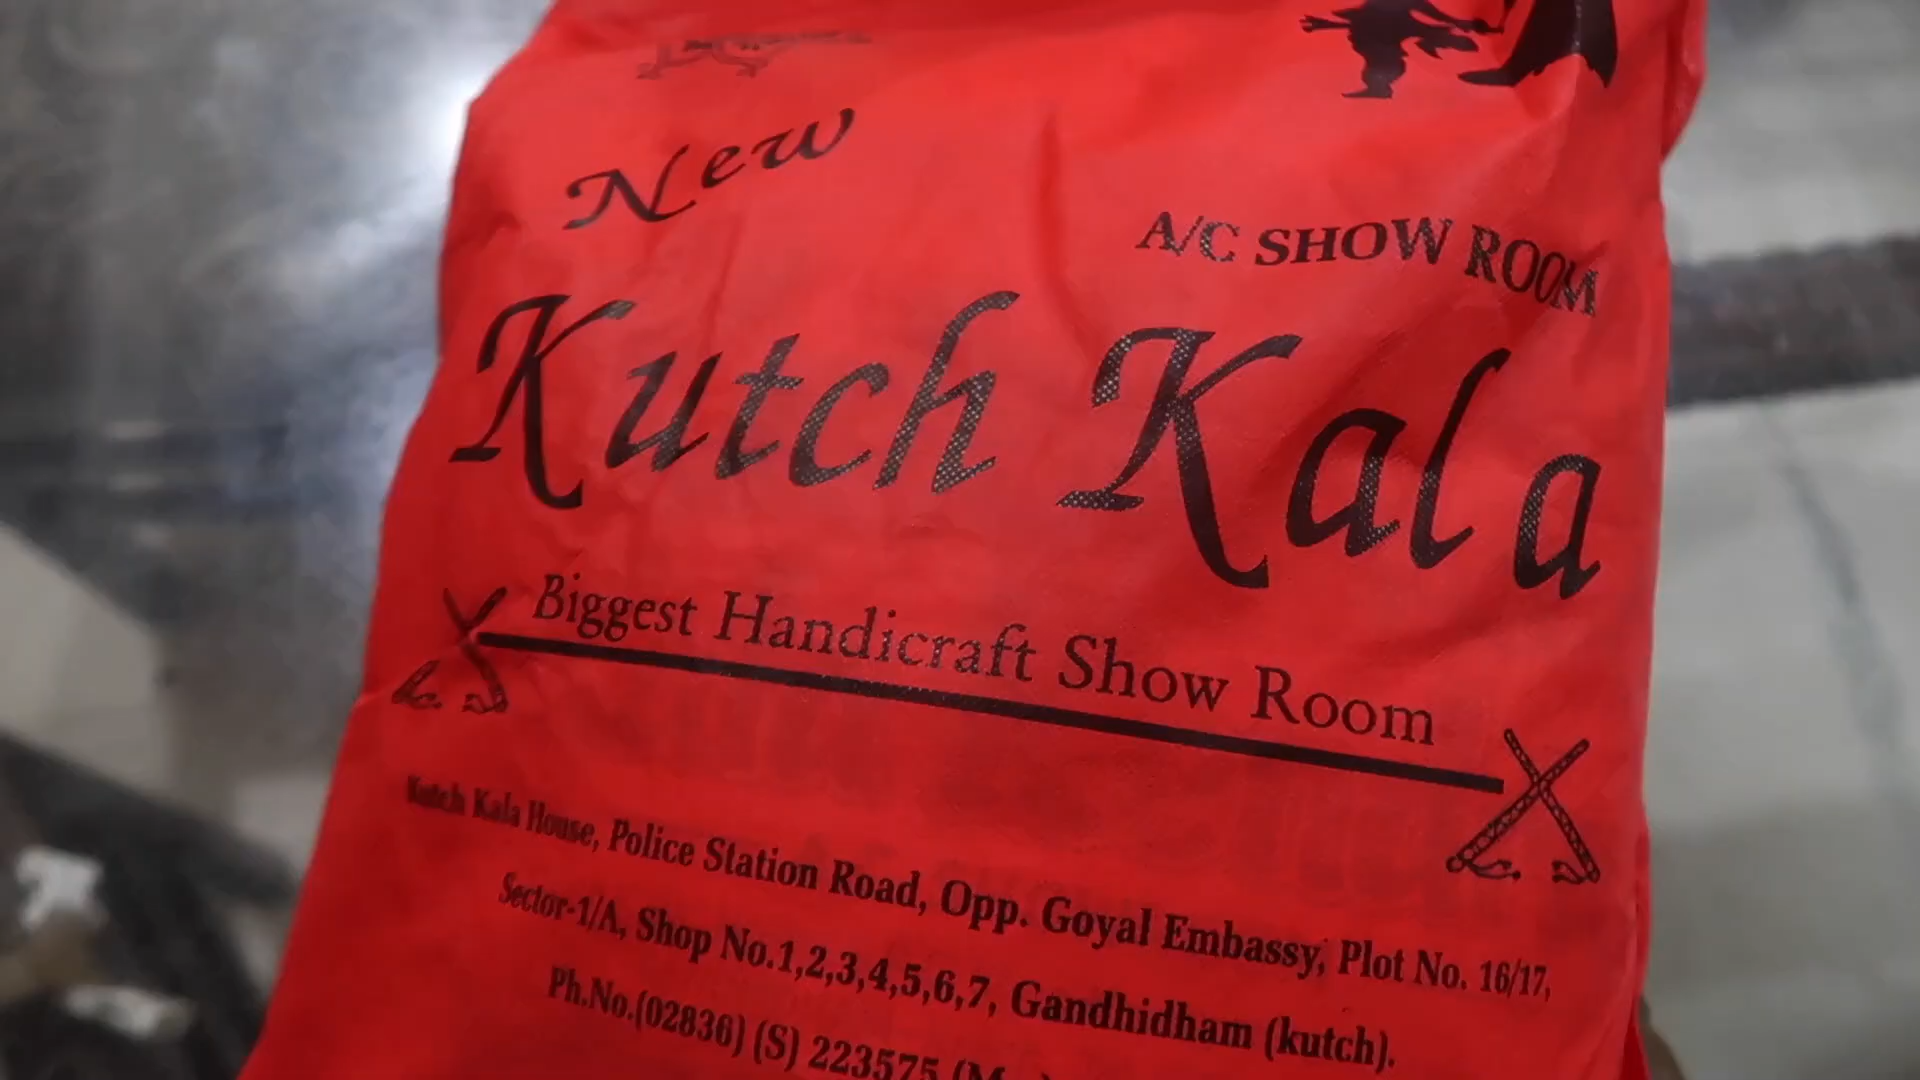 New
A/C SHOW ROOM
Kutch Kala
Biggest Handicraft Show Room
Kutch Kala House, Police Station Road, Opp. Goyal Embassy, Plot No. 16/17,
Sector-1/A, Shop No.1,2,3,4,5,6,7, Gandhidham (kutch).
Ph.No.(02836) (S) 223575